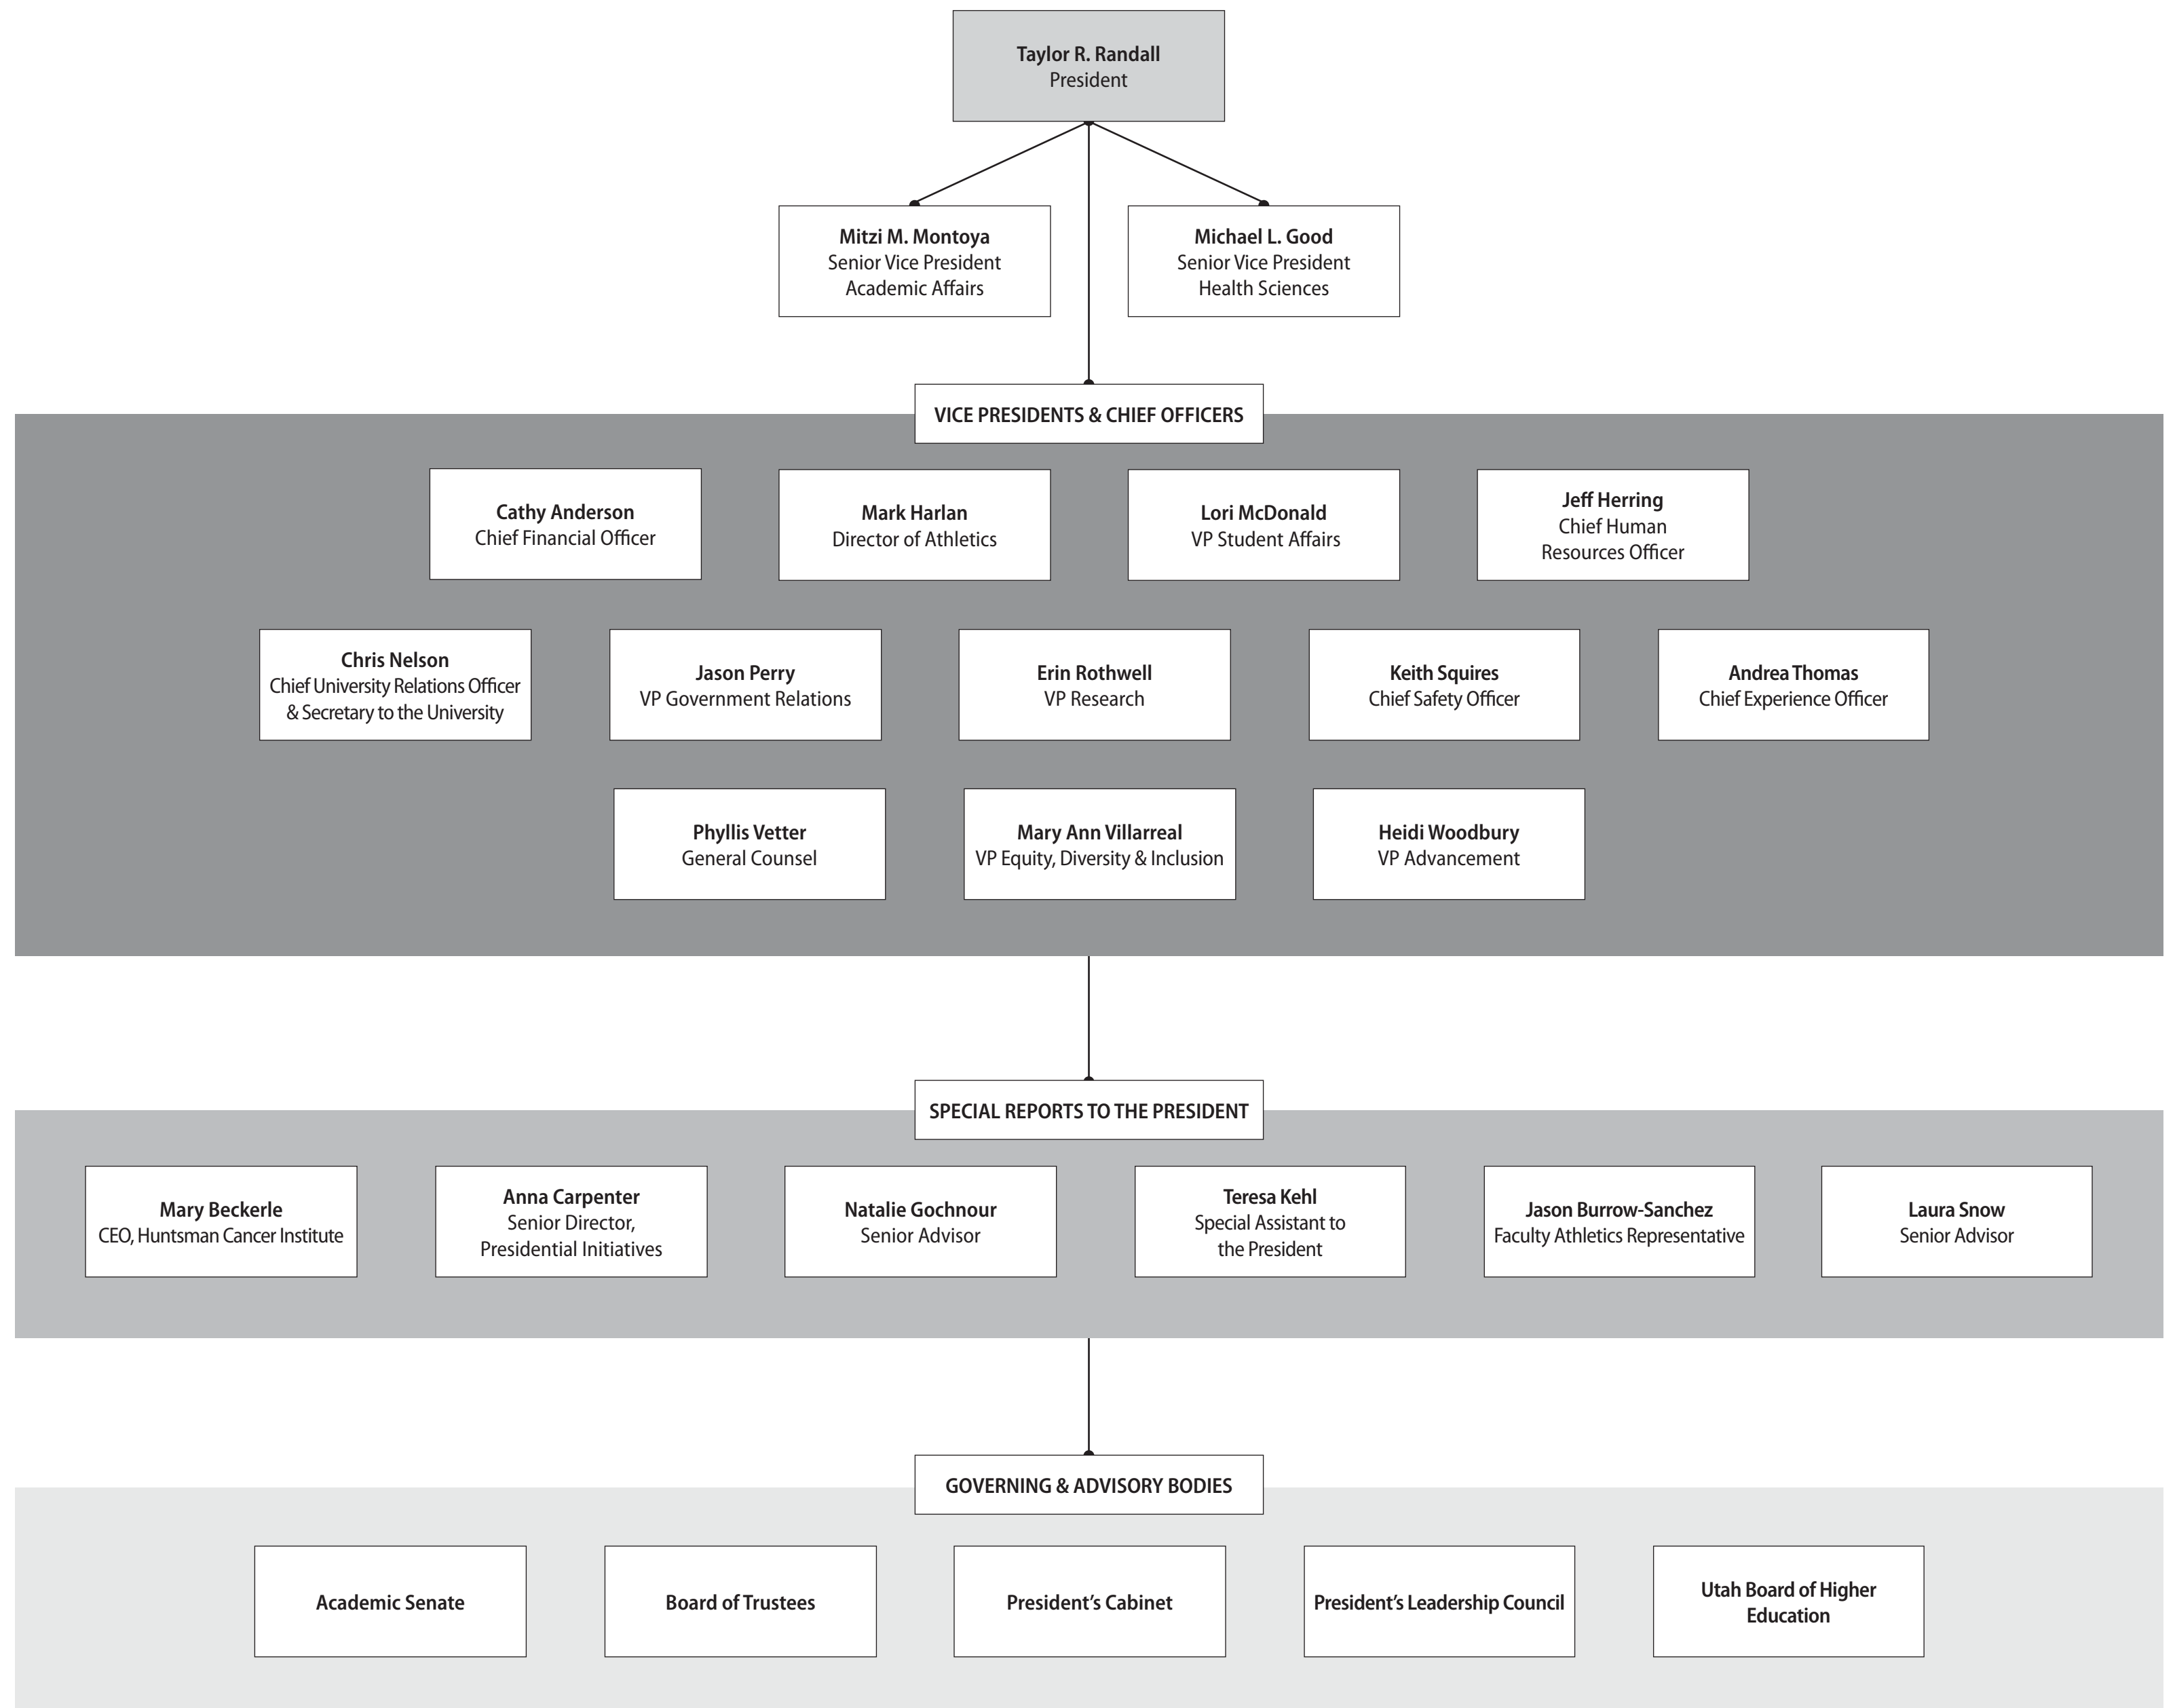 Taylor R. Randall
President
Mitzi M. Montoya
Senior Vice President
Academic Affairs
Michael L. Good
Senior Vice President
Health Sciences
VICE PRESIDENTS & CHIEF OFFICERS
Cathy Anderson
Chief Financial Officer
Mark Harlan
Director of Athletics
Lori McDonald
VP Student Affairs
Jeff Herring
Chief Human
Resources Officer
Chris Nelson
Chief University Relations Officer
& Secretary to the University
Jason Perry
VP Government Relations
Erin Rothwell
VP Research
Keith Squires
Chief Safety Officer
Andrea Thomas
Chief Experience Officer
Phyllis Vetter
General Counsel
Mary Ann Villarreal
VP Equity, Diversity & Inclusion
Heidi Woodbury
VP Advancement
SPECIAL REPORTS TO THE PRESIDENT
Mary Beckerle
CEO, Huntsman Cancer Institute
Anna Carpenter
Senior Director,
Presidential Initiatives
Natalie Gochnour
Senior Advisor
Teresa Kehl
Special Assistant to
the President
Jason Burrow-Sanchez
Faculty Athletics Representative
Laura Snow
Senior Advisor
GOVERNING & ADVISORY BODIES
Academic Senate
Board of Trustees
President’s Cabinet
President’s Leadership Council
Utah Board of Higher
Education